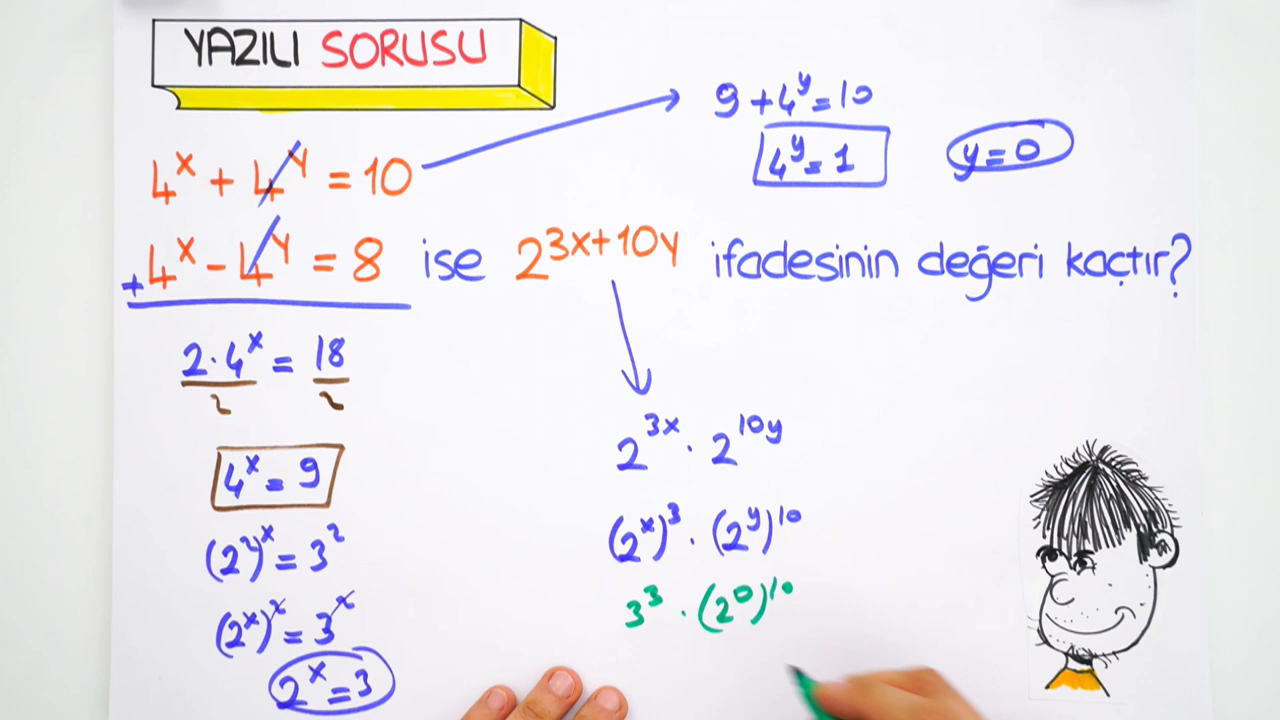 YAZILI SORUSU
9 + 4^y = 10
4^y = 1
y = 0
4^x + 4^y = 10
4^x - 4^y = 8 ise 2^{3x+10y} ifadesinin değeri kaçtır?
+
2 · 4^x = 18
2 2
4^x = 9
(2^2)^x = 3^2
(2^x)^2 = 3^2
2^x = 3
2^{3x} · 2^{10y}
(2^x)^3 · (2^y)^{10}
3^3 · (2^0)^{10}